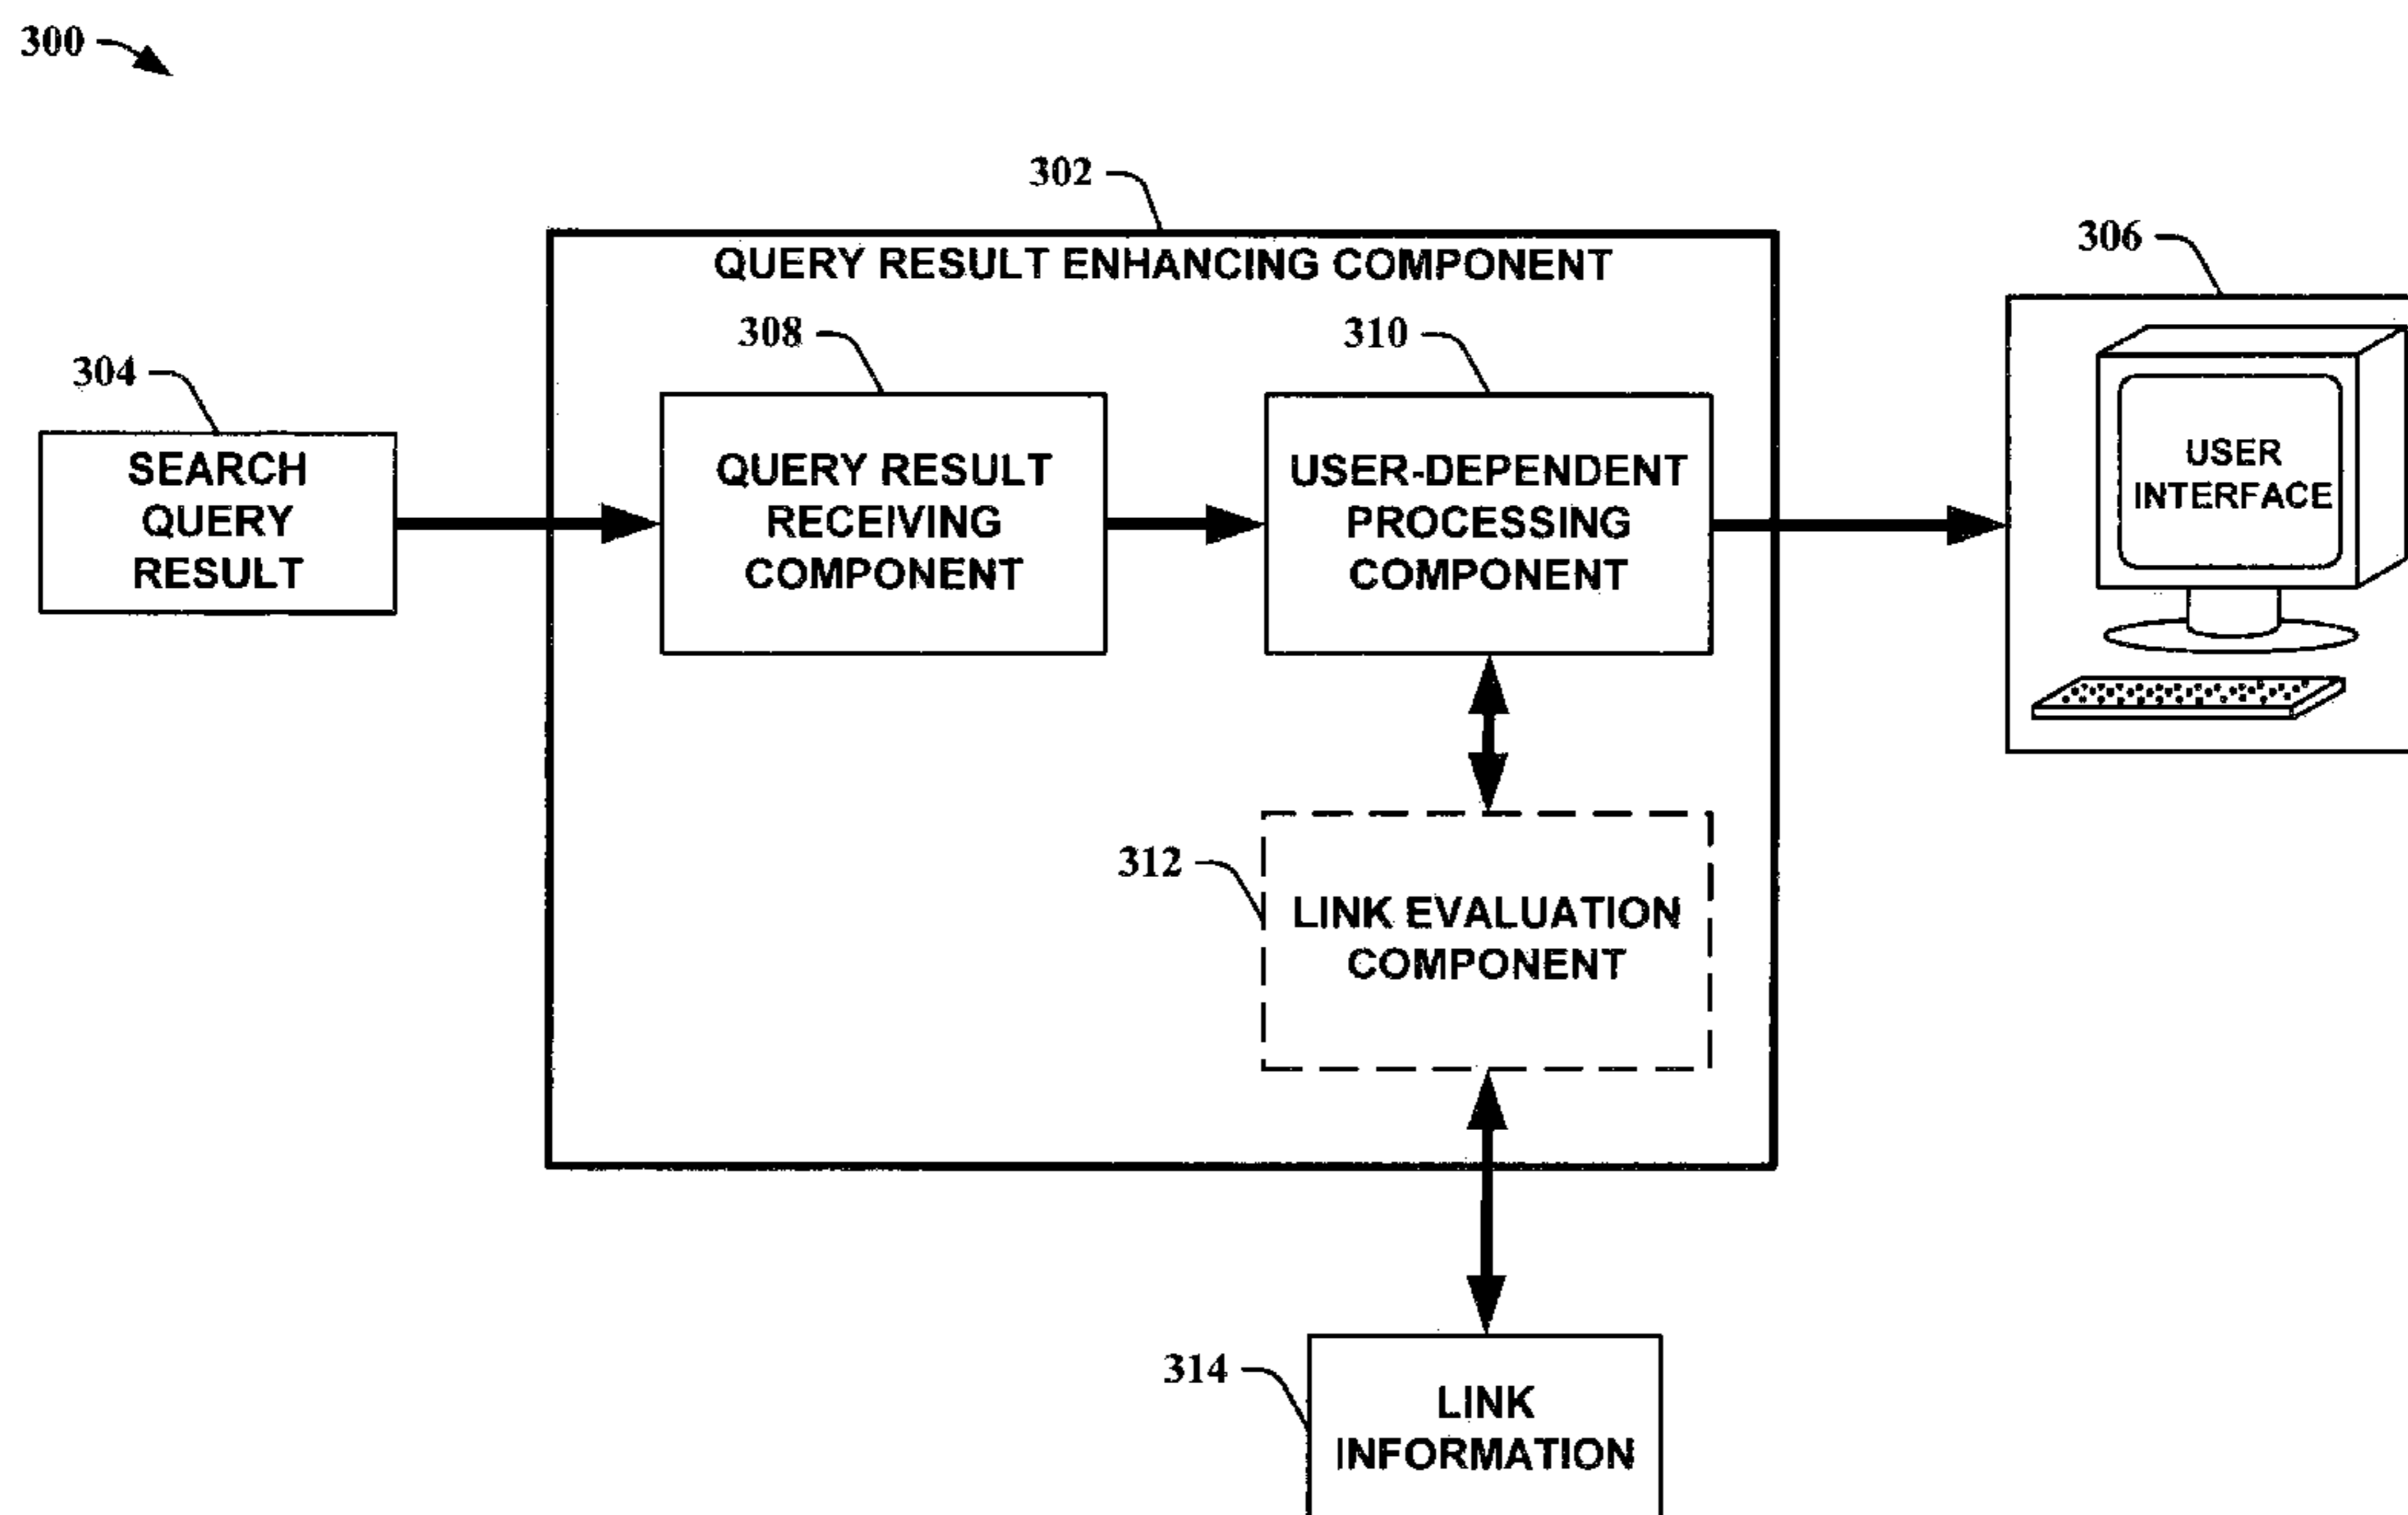 300
302
QUERY RESULT ENHANCING COMPONENT
306
308
310
304
SEARCH
QUERY
RESULT
QUERY RESULT
RECEIVING
COMPONENT
USER-DEPENDENT
PROCESSING
COMPONENT
USER
INTERFACE
312
LINK EVALUATION
COMPONENT
314
LINK
INFORMATION